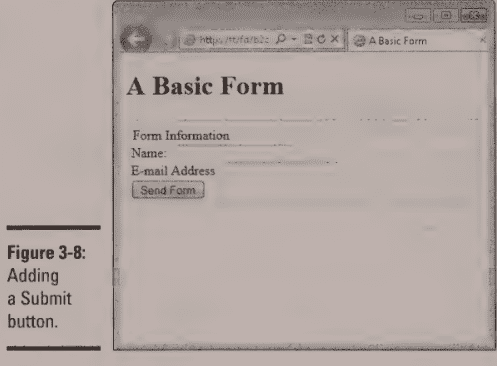 A Basic Form
A Basic Form
Form Information
Name:
E-mail Address
Send Form
Figure 3-8:
Adding
a Submit
button.